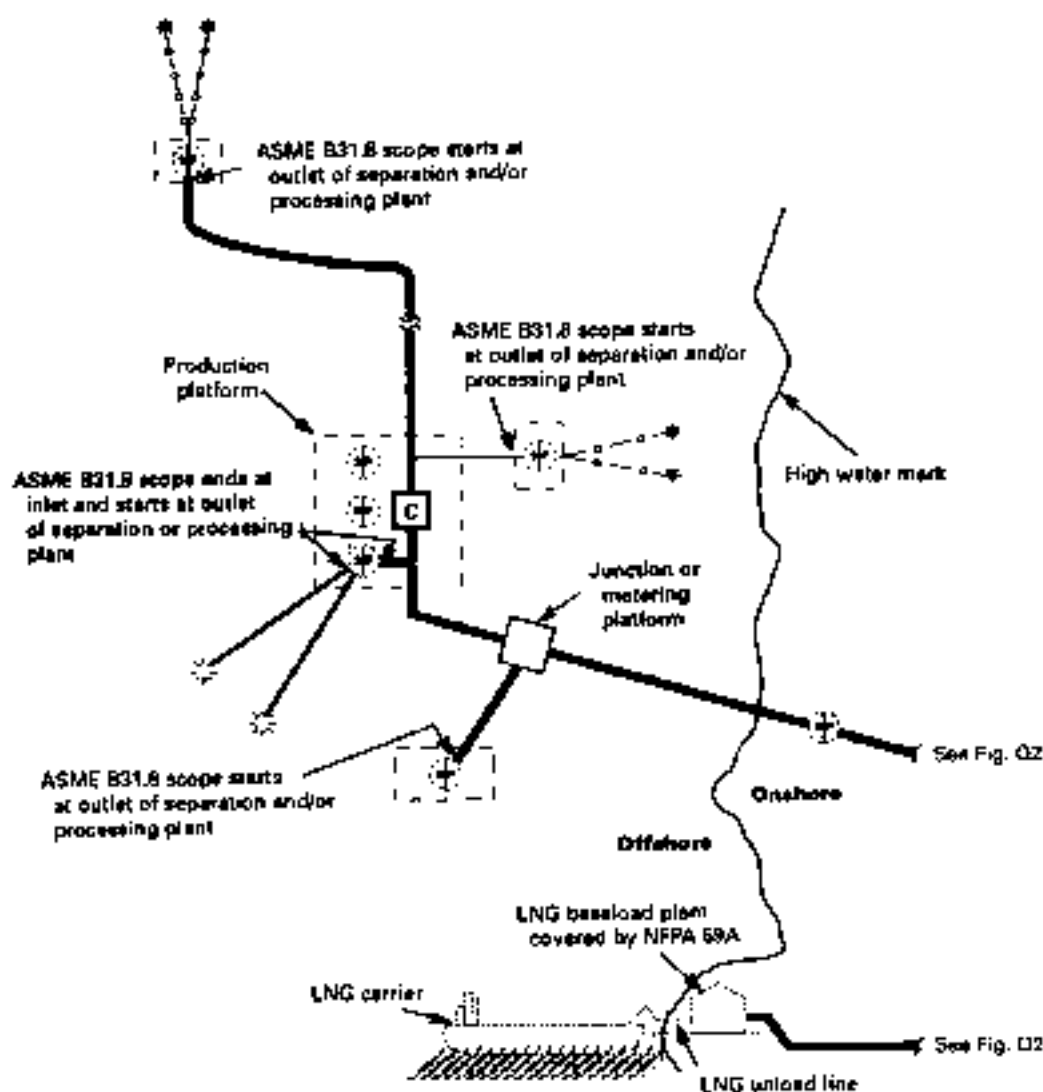 ASME B31.8 scope starts at
outlet of separation and/or
processing plant
ASME B31.8 scope starts
at outlet of separation and/or
processing plant
Production
platform
High water mark
ASME B31.8 scope ends at
inlet and starts at outlet
of separation or processing
plant
C
Junction or
metering
platform
See Fig. Q2
ASME B31.8 scope starts
at outlet of separation and/or
processing plant
Onshore
Offshore
LNG baseload plant
covered by NFPA 59A
LNG carrier
See Fig. Q2
LNG unload line